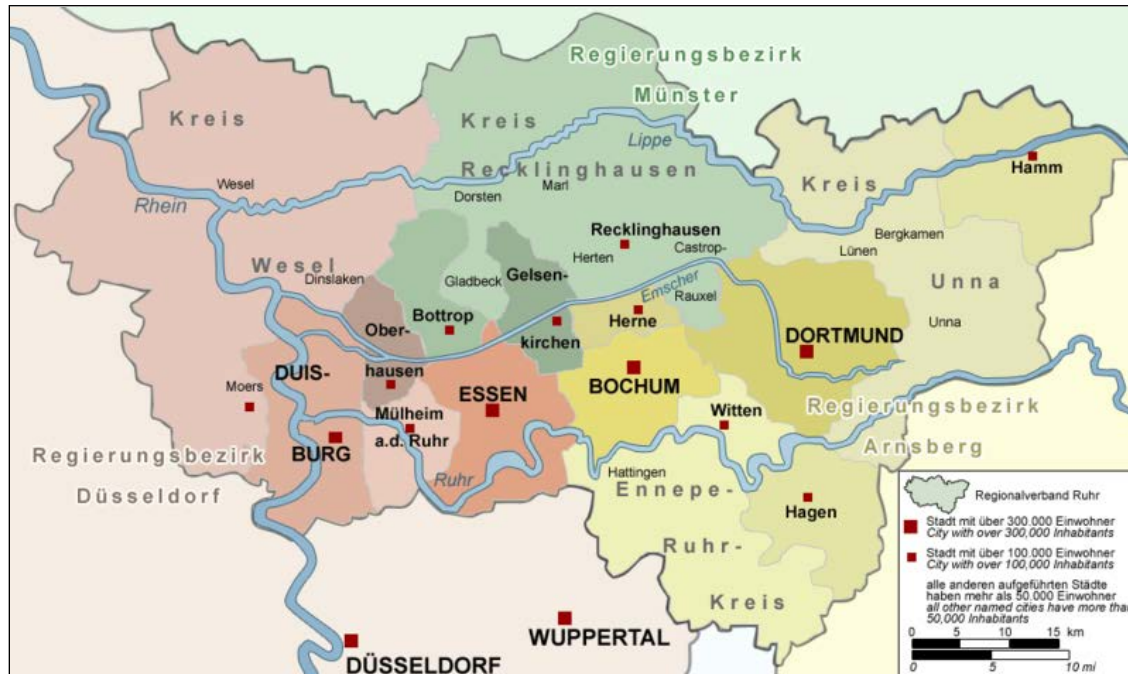 Regierungsbezirk
Münster
Kreis
Kreis
Lippe
Recklinghausen
Hamm
Kreis
Wesel
Marl
Dorsten
Rhein
Recklinghausen
Bergkamen
Castrop-
Lünen
Herten
Wesel
Dinslaken
Gladbeck
Gelsen-
Unna
Emscher
Rauxel
Bottrop
Ober-
kirchen
Herne
Unna
DORTMUND
DUIS-
hausen
BOCHUM
Moers
ESSEN
Mülheim
a.d. Ruhr
Witten
Regierungsbezirk
Arnsberg
BURG
Regierungsbezirk
Düsseldorf
Ruhr
Hattingen
Ennepe-
Hagen
Ruhr-
Kreis
WUPPERTAL
DÜSSELDORF
Regionalverband Ruhr
Stadt mit über 300.000 Einwohner
City with over 300,000 Inhabitants
Stadt mit über 100.000 Einwohner
City with over 100,000 Inhabitants
alle anderen aufgeführten Städte
haben mehr als 50.000 Einwohner
all other named cities have more than
50,000 Inhabitants
0 5 10 15 km
0 5 10 mi